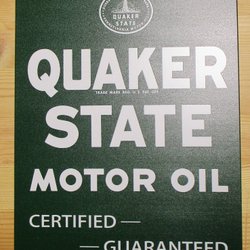 QUAKER
STATE
QUAKER
TRADE MARK REG. U.S. PAT. OFF.
STATE
MOTOR OIL
CERTIFIED —
— GUARANTEED